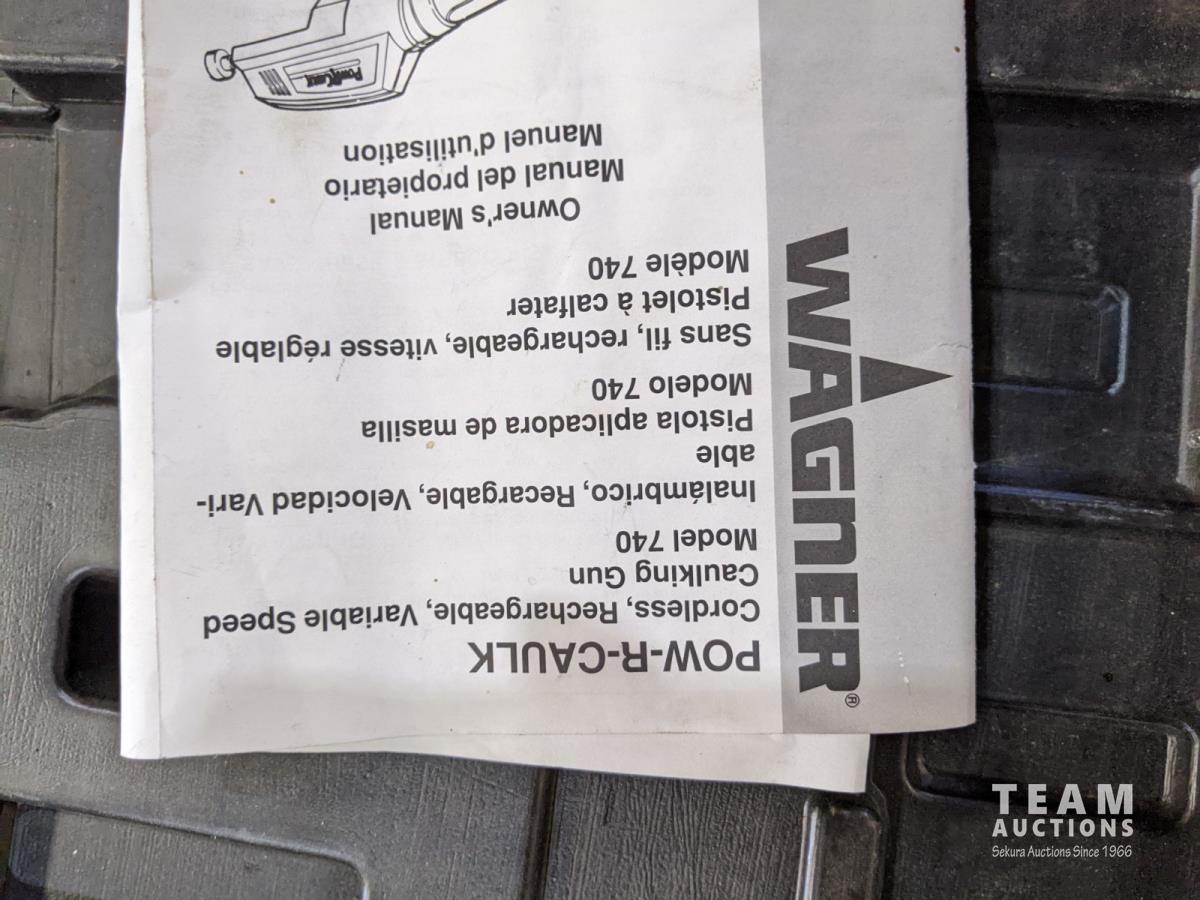 WAGNER®
POW-R-CAULK
Cordless, Rechargeable, Variable Speed
Caulking Gun
Model 740
Inalámbrico, Recargable, Velocidad Vari-
able
Pistola aplicadora de masilla
Modelo 740
Sans fil, rechargeable, vitesse réglable
Pistolet à calfater
Modèle 740
Owner's Manual
Manual del propietario
Manuel d'utilisation
TEAM
AUCTIONS
Sekura Auctions Since 1966